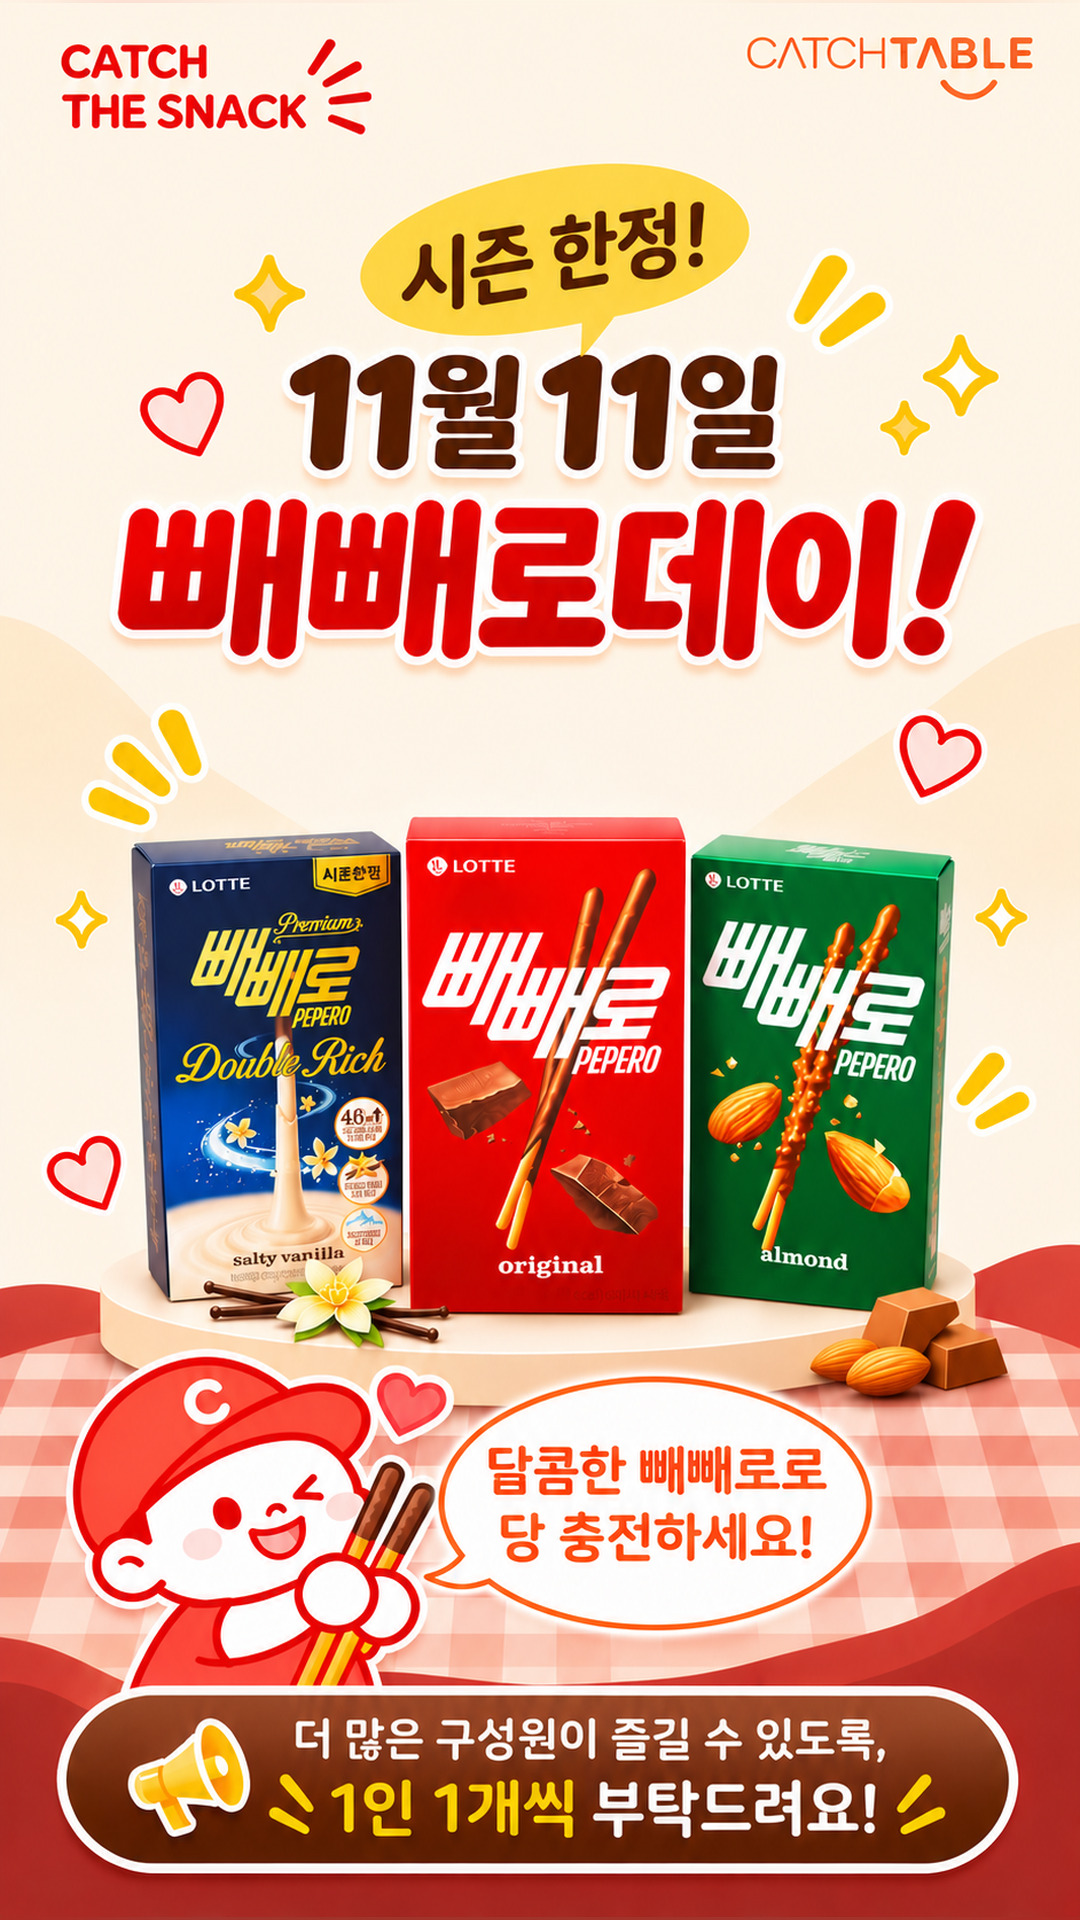 CATCH
THE SNACK
CATCHTABLE
시즌 한정!
11월 11일
빼빼로데이!
LOTTE
Premium
빼빼로
PEPERO
Double Rich
salty vanilla
LOTTE
빼빼로
PEPERO
original
LOTTE
빼빼로
PEPERO
almond
C
달콤한 빼빼로로
당 충전하세요!
더 많은 구성원이 즐길 수 있도록,
1인 1개씩 부탁드려요!